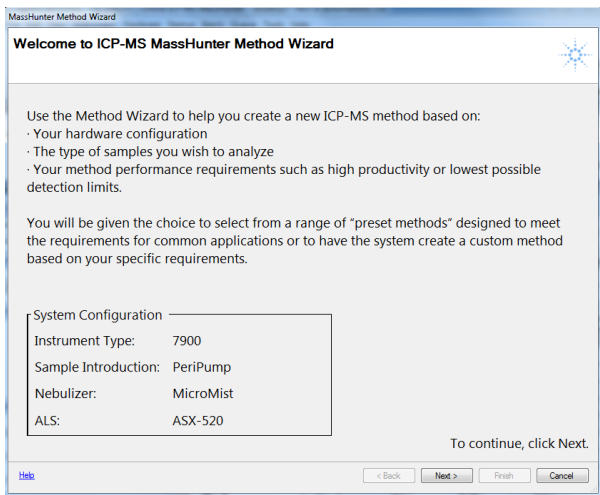 MassHunter Method Wizard
Welcome to ICP-MS MassHunter Method Wizard
Use the Method Wizard to help you create a new ICP-MS method based on:
· Your hardware configuration
· The type of samples you wish to analyze
· Your method performance requirements such as high productivity or lowest possible
detection limits.
You will be given the choice to select from a range of "preset methods" designed to meet
the requirements for common applications or to have the system create a custom method
based on your specific requirements.
System Configuration
Instrument Type: 7900
Sample Introduction: PeriPump
Nebulizer: MicroMist
ALS: ASX-520
To continue, click Next.
Help < Back Next > Finish Cancel